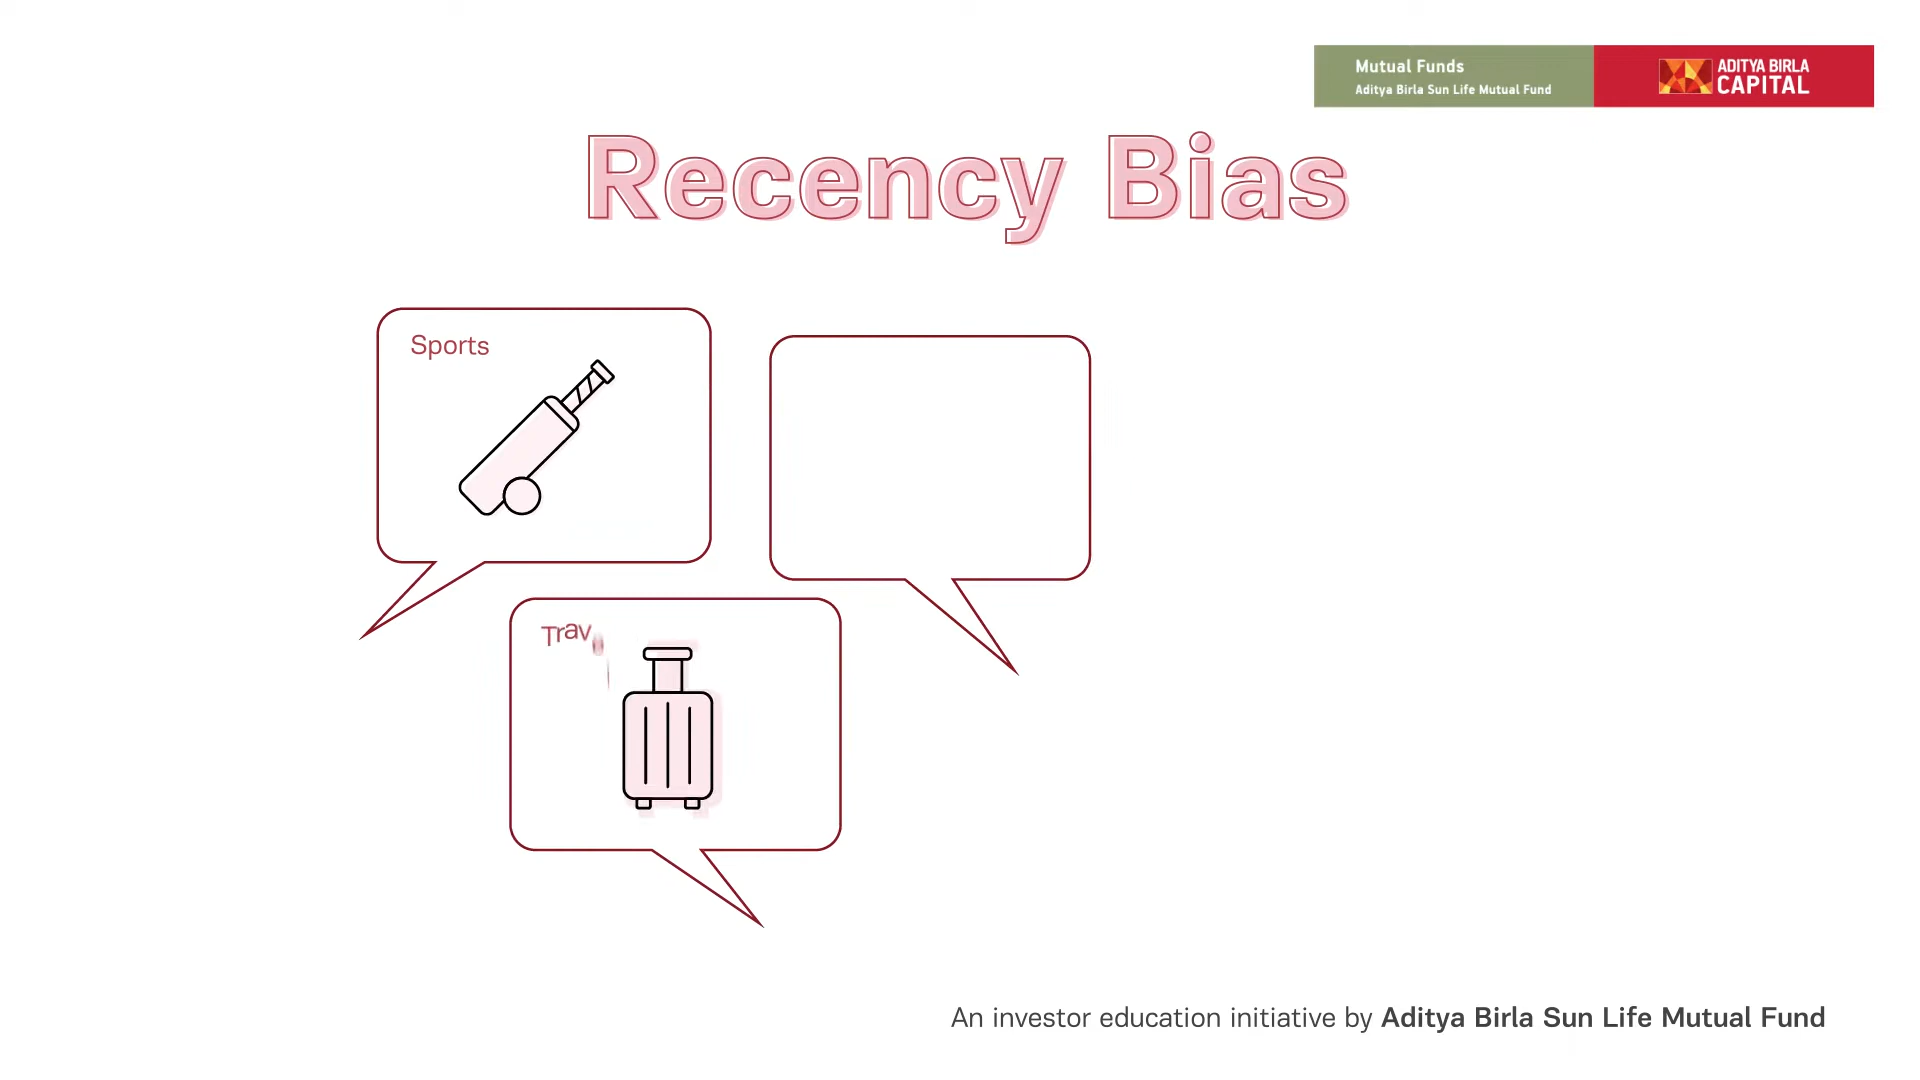 Mutual Funds
Aditya Birla Sun Life Mutual Fund
ADITYA BIRLA
CAPITAL
Recency Bias
Sports
Trav
An investor education initiative by Aditya Birla Sun Life Mutual Fund